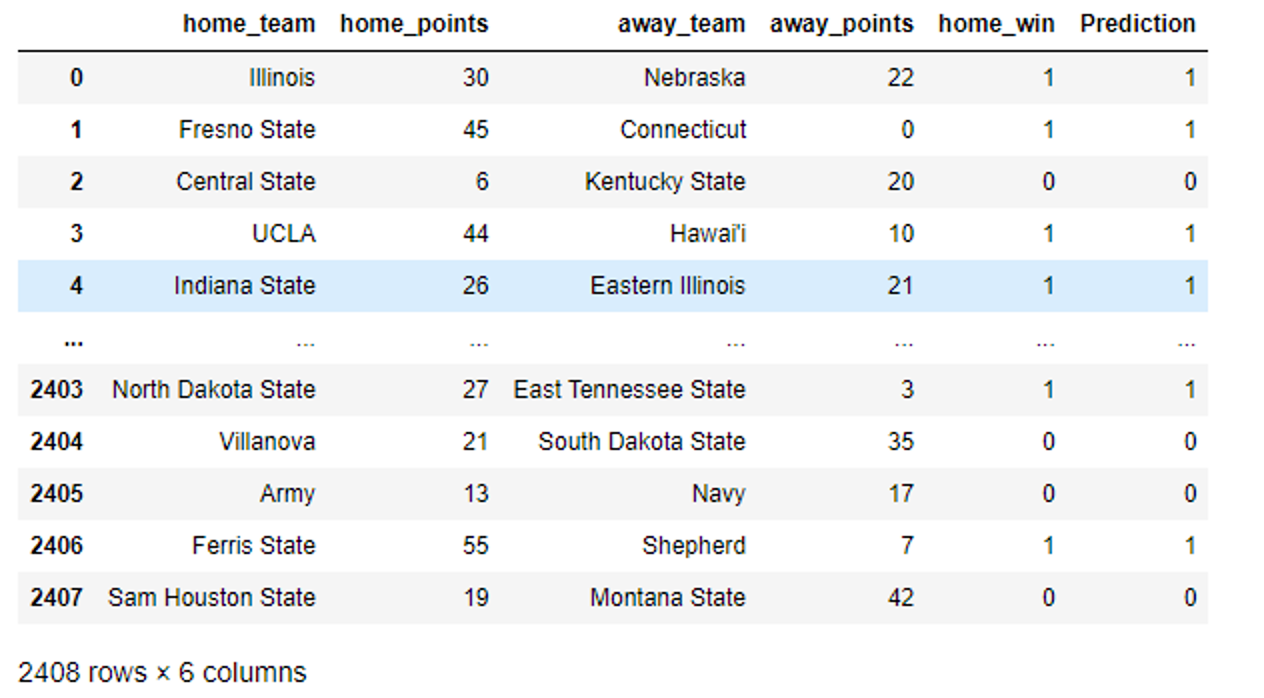 home_team home_points away_team away_points home_win Prediction
0 Illinois 30 Nebraska 22 1 1
1 Fresno State 45 Connecticut 0 1 1
2 Central State 6 Kentucky State 20 0 0
3 UCLA 44 Hawai'i 10 1 1
4 Indiana State 26 Eastern Illinois 21 1 1
... ... ... ... ... ... ...
2403 North Dakota State 27 East Tennessee State 3 1 1
2404 Villanova 21 South Dakota State 35 0 0
2405 Army 13 Navy 17 0 0
2406 Ferris State 55 Shepherd 7 1 1
2407 Sam Houston State 19 Montana State 42 0 0
2408 rows × 6 columns